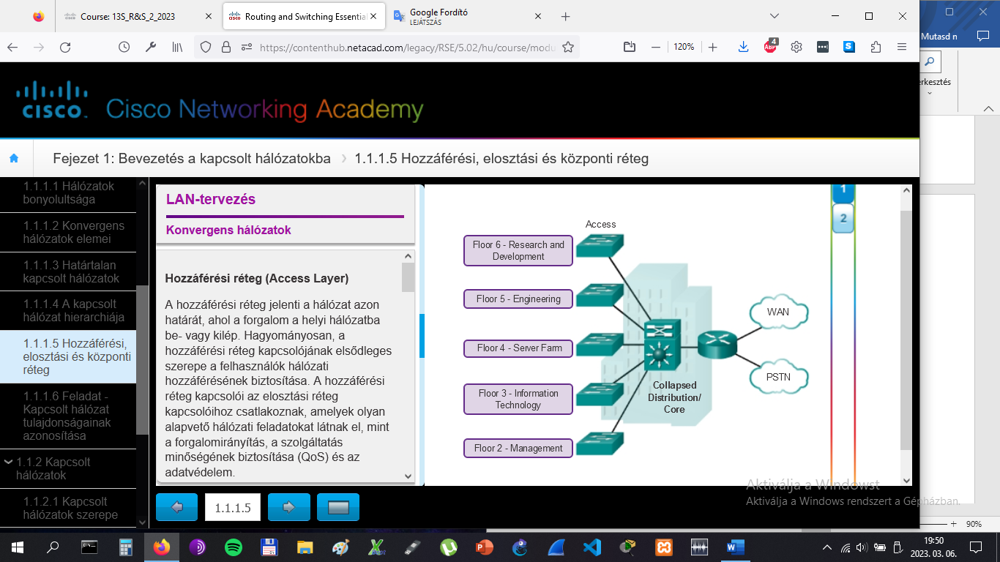 Course: 13S_R&S_2_2023
Routing and Switching Essential
Google Fordító
LEJÁTSZÁS
Mutasd n
https://contenthub.netacad.com/legacy/RSE/5.02/hu/course/modu
120%
ABP
4
S
erkesztés
CISCO
Cisco Networking Academy
Fejezet 1: Bevezetés a kapcsolt hálózatokba
1.1.1.5 Hozzáférési, elosztási és központi réteg
1.1.1.1 Hálózatok
bonyolultsága
1.1.1.2 Konvergens
hálózatok elemei
1.1.1.3 Határtalan
kapcsolt hálózatok
1.1.1.4 A kapcsolt
hálózat hierarchiája
1.1.1.5 Hozzáférési,
elosztási és központi
réteg
1.1.1.6 Feladat -
Kapcsolt hálózat
tulajdonságainak
azonosítása
1.1.2 Kapcsolt
hálózatok
1.1.2.1 Kapcsolt
hálózatok szerepe
LAN-tervezés
Konvergens hálózatok
Hozzáférési réteg (Access Layer)
A hozzáférési réteg jelenti a hálózat azon
határát, ahol a forgalom a helyi hálózatba
be- vagy kilép. Hagyományosan, a
hozzáférési réteg kapcsolójának elsődleges
szerepe a felhasználók hálózati
hozzáférésének biztosítása. A hozzáférési
réteg kapcsolói az elosztási réteg
kapcsolóihoz csatlakoznak, amelyek olyan
alapvető hálózati feladatokat látnak el, mint
a forgalomirányítás, a szolgáltatás
minőségének biztosítása (QoS) és az
adatvédelem.
1
2
Access
Floor 6 - Research and
Development
Floor 5 - Engineering
Floor 4 - Server Farm
Floor 3 - Information
Technology
Floor 2 - Management
Collapsed
Distribution/
Core
WAN
PSTN
1.1.1.5
Aktiválja a Windowst
Aktiválja a Windows rendszert a Gépházban.
90%
19:50
2023. 03. 06.